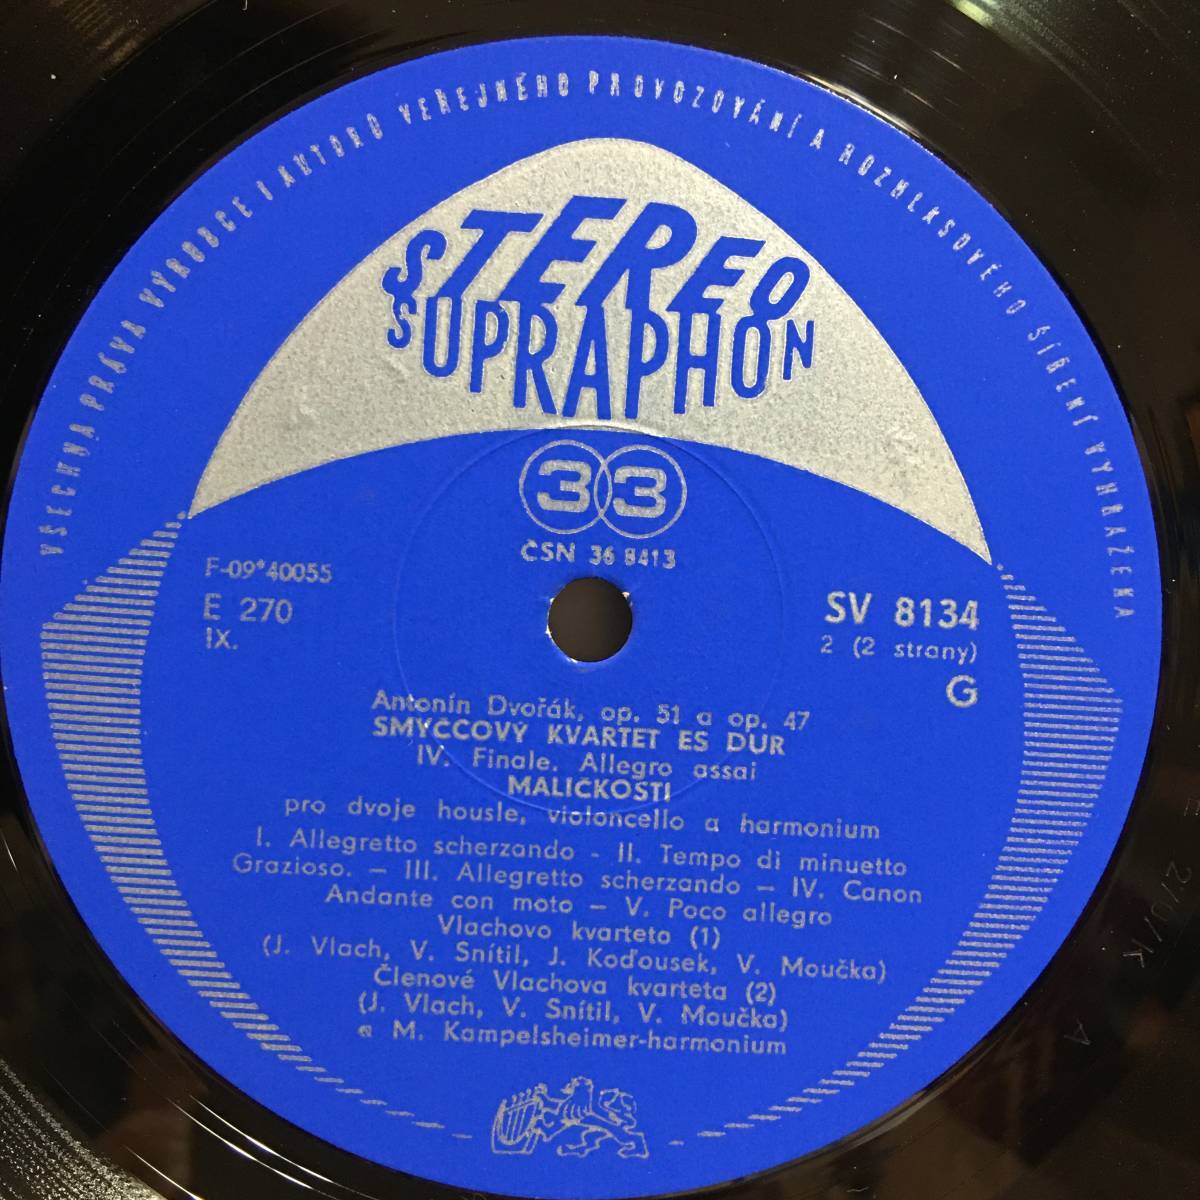 VŠECHNA PRÁVA VÝROBCE I AUTORŮ VEŘEJNÉHO PROVOZOVÁNÍ A ROZHLASOVÉHO ŠÍŘENÍ VYHRAŽENA
STEREO
SUPRAPHON
33
ČSN 36 8413
F-09*40055
E 270
IX.
SV 8134
2 (2 strany)
G
Antonín Dvořák, op. 51 a op. 47
SMYČCOVÝ KVARTET ES DUR
IV. Finale. Allegro assai
MALIČKOSTI
pro dvoje housle, violoncello a harmonium
I. Allegretto scherzando - II. Tempo di minuetto
Grazioso. – III. Allegretto scherzando – IV. Canon
Andante con moto – V. Poco allegro
Vlachovo kvarteto (1)
(J. Vlach, V. Snítil, J. Koďousek, V. Moučka)
Členové Vlachova kvarteta (2)
(J. Vlach, V. Snítil, V. Moučka)
a M. Kampelsheimer-harmonium